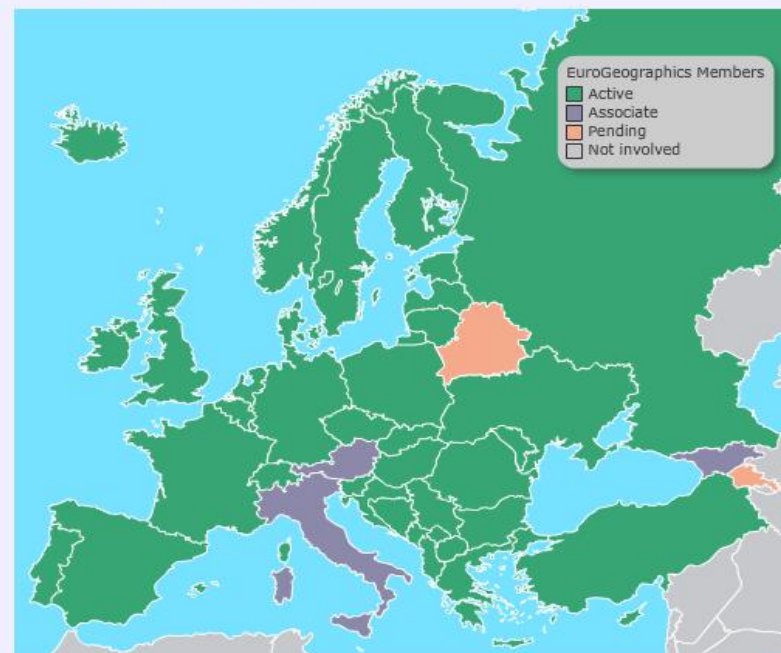 EuroGeographics Members
Active
Associate
Pending
Not involved